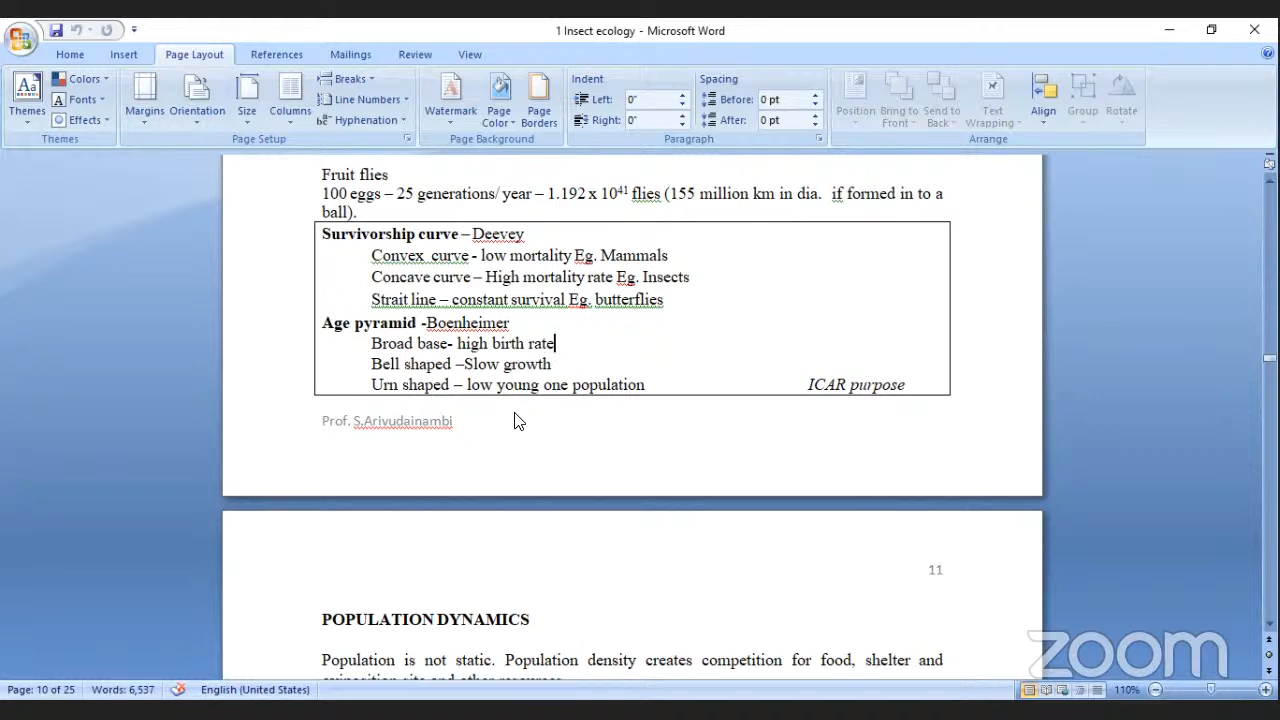 1 Insect ecology - Microsoft Word
Home Insert Page Layout References Mailings Review View
Themes
Colors
Fonts
Effects
Themes
Margins Orientation Size Columns
Breaks
Line Numbers
Hyphenation
Page Setup
Watermark Page Color Page Borders
Page Background
Indent Spacing
Left: 0" Before: 0 pt
Right: 0" After: 0 pt
Paragraph
Position Bring to Front Send to Back Text Wrapping Align Group Rotate
Arrange
Fruit flies
100 eggs – 25 generations/ year – 1.192 x 10⁴¹ flies (155 million km in dia. if formed in to a
ball).
Survivorship curve – Deevey
Convex curve - low mortality Eg. Mammals
Concave curve – High mortality rate Eg. Insects
Strait line – constant survival Eg. butterflies
Age pyramid -Boenheimer
Broad base- high birth rate
Bell shaped –Slow growth
Urn shaped – low young one population ICAR purpose
Prof. S.Arivudainambi
11
POPULATION DYNAMICS
Population is not static. Population density creates competition for food, shelter and
zoom
Page: 10 of 25 Words: 6,537 English (United States) 110%